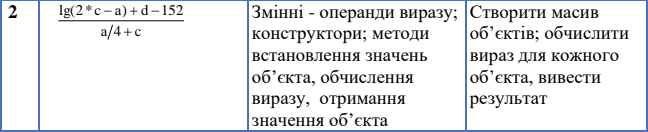 2
lg(2*c−a)+d−152
a/4+c
Змінні - операнди виразу;
конструктори; методи
встановлення значень
об’єкта, обчислення
виразу, отримання
значення об’єкта
Створити масив
об’єктів; обчислити
вираз для кожного
об’єкта, вивести
результат